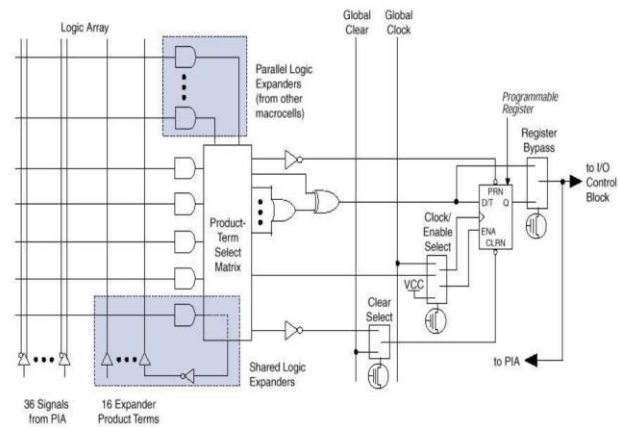 Logic Array
Global
Clear
Global
Clock
Parallel Logic
Expanders
(from other
macrocells)
Programmable
Register
Register
Bypass
to I/O
Control
Block
PRN
D/T Q
ENA
CLRN
Clock/
Enable
Select
Product-
Term
Select
Matrix
VCC
Clear
Select
to PIA
Shared Logic
Expanders
36 Signals
from PIA
16 Expander
Product Terms